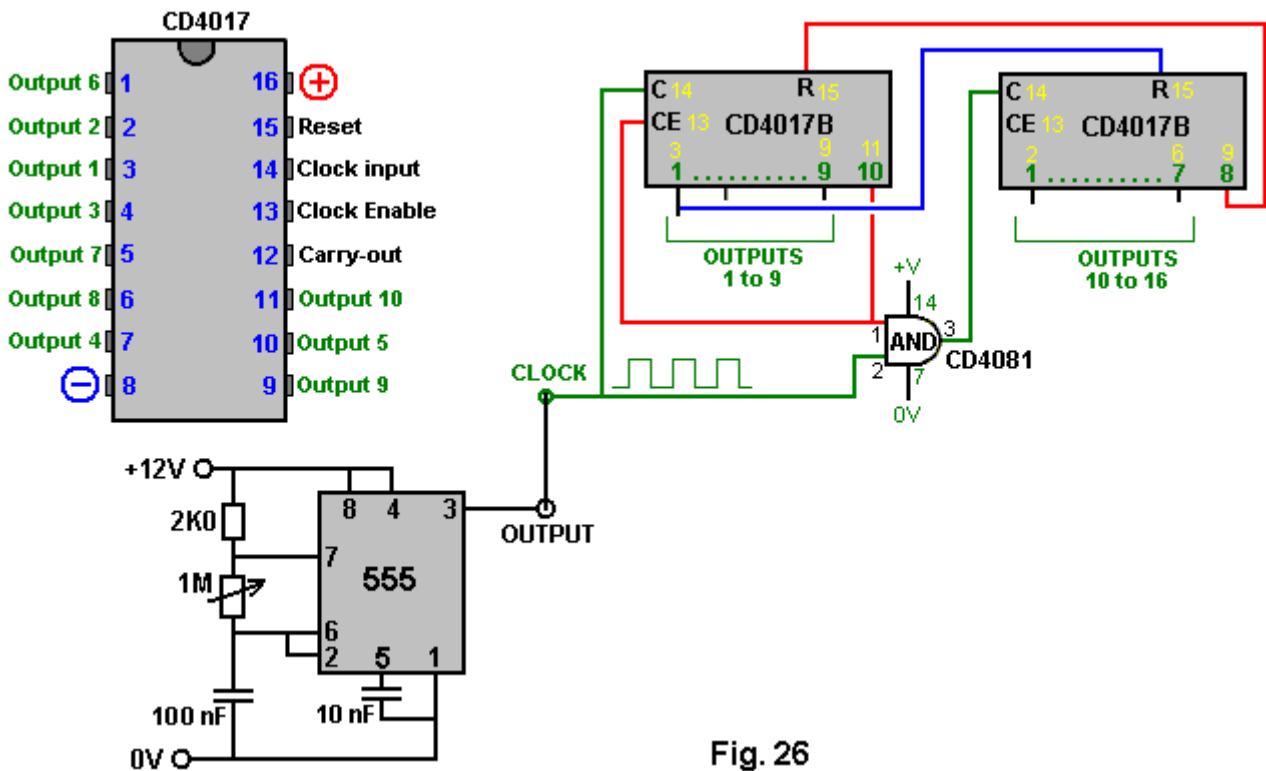 CD4017
Output 6 1 16 +
Output 2 2 15 Reset
Output 1 3 14 Clock input
Output 3 4 13 Clock Enable
Output 7 5 12 Carry-out
Output 8 6 11 Output 10
Output 4 7 10 Output 5
− 8 9 Output 9
C 14 R 15
CE 13 CD4017B
3 9 11
1 .......... 9 10
OUTPUTS
1 to 9
C 14 R 15
CE 13 CD4017B
2 6 9
1 .......... 7 8
OUTPUTS
10 to 16
+V
14
1 AND 3
2 CD4081
7
0V
CLOCK
+12V
8 4 3
OUTPUT
2K0
7
1M
555
6
2 5 1
100 nF
10 nF
0V
Fig. 26